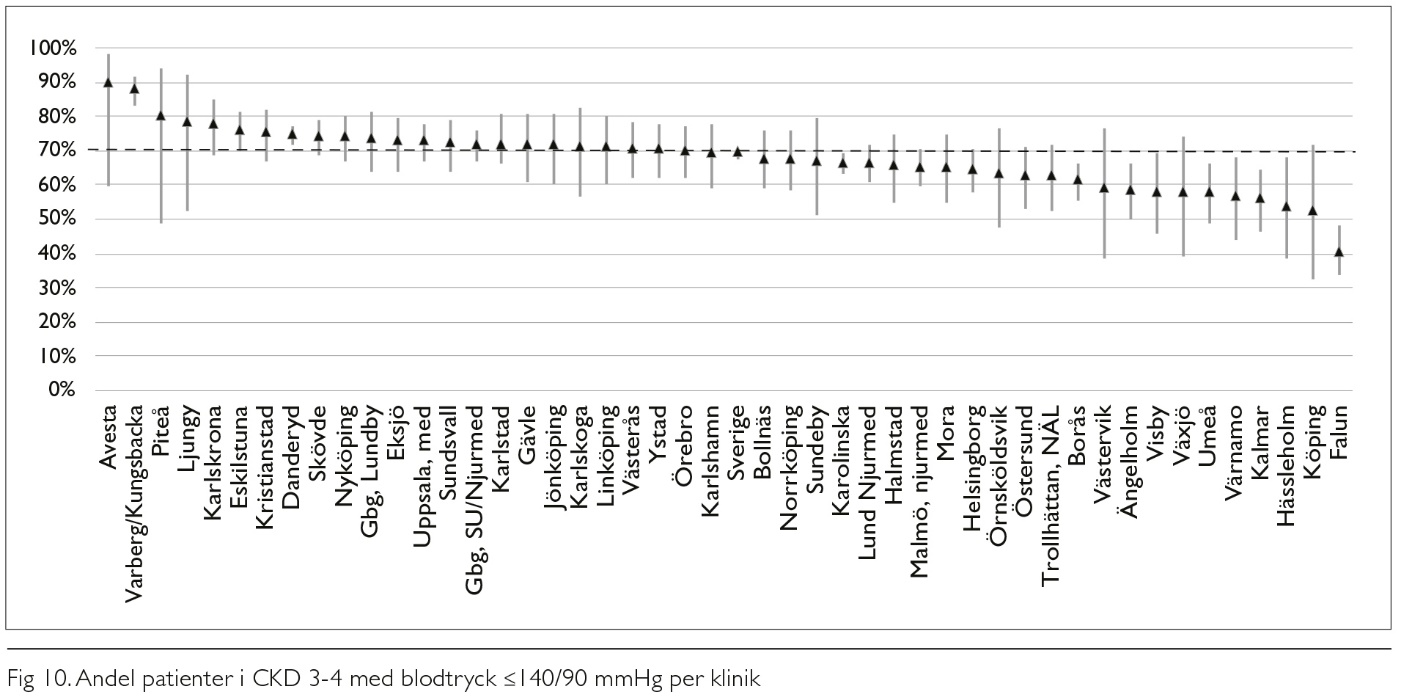 100%
90%
80%
70%
60%
50%
40%
30%
20%
10%
0%
Avesta
Varberg/Kungsbacka
Piteå
Ljungy
Karlskrona
Eskilstuna
Kristianstad
Danderyd
Skövde
Nyköping
Gbg, Lundby
Eksjö
Uppsala, med
Sundsvall
Gbg, SU/Njurmed
Karlstad
Gävle
Jönköping
Karlskoga
Linköping
Västerås
Ystad
Örebro
Karlshamn
Sverige
Bollnäs
Norrköping
Sundeby
Karolinska
Lund Njurmed
Halmstad
Malmö, njurmed
Mora
Helsingborg
Örnsköldsvik
Östersund
Trollhättan, NÄL
Borås
Västervik
Ängelholm
Visby
Växjö
Umeå
Värnamo
Kalmar
Hässleholm
Köping
Falun
Fig 10. Andel patienter i CKD 3-4 med blodtryck ≤140/90 mmHg per klinik